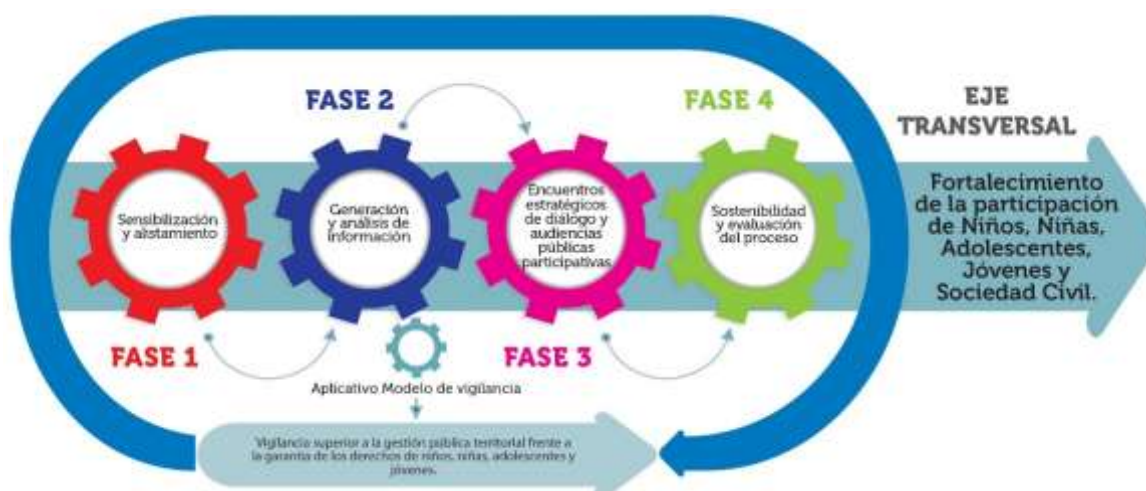 FASE 1
Sensibilización
y alistamiento
FASE 2
Generación
y análisis de
información
FASE 3
Encuentros
estratégicos
de diálogo y
audiencias
públicas
participativas
FASE 4
Sostenibilidad
y evaluación
del proceso
EJE
TRANSVERSAL
Fortalecimiento
de la participación
de Niños, Niñas,
Adolescentes,
Jóvenes y
Sociedad Civil.
Aplicativo Modelo de vigilancia
Vigilancia superior a la gestión pública territorial frente a
la garantia de los derechos de niños, niñas, adolescentes y
jóvenes.